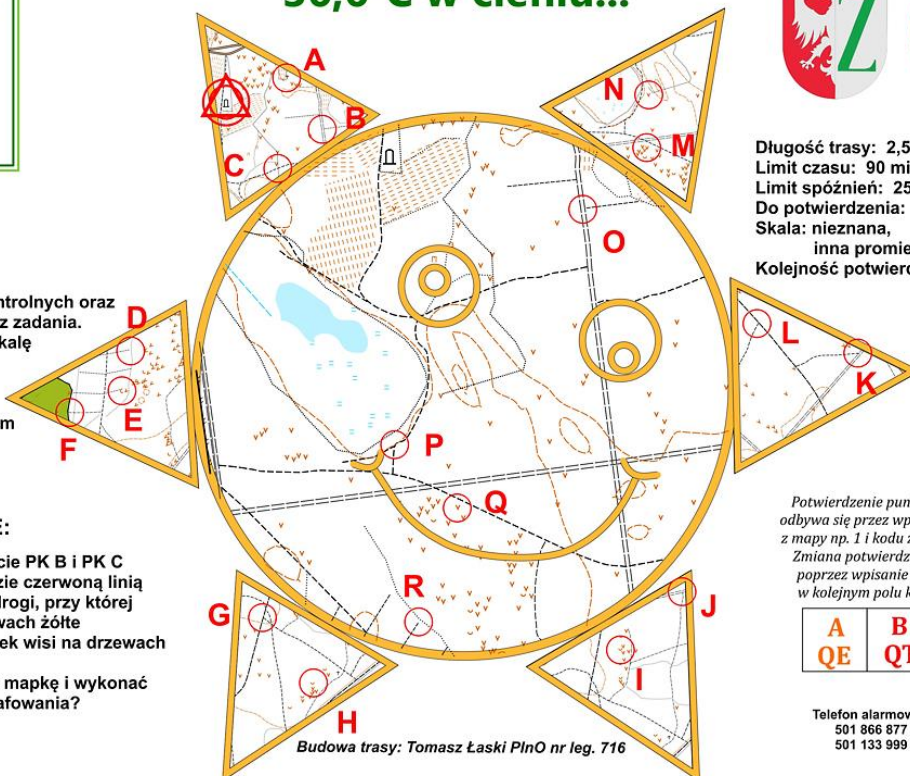 36,6°C w cieniu...
Z
Długość trasy: 2,5
Limit czasu: 90 mi
Limit spóźnień: 25
Do potwierdzenia:
Skala: nieznana,
inna promie
Kolejność potwierd
ntrolnych oraz
z zadania.
kalę
m
E:
cie PK B i PK C
zie czerwoną linią
drogi, przy której
wach żółte
ek wisi na drzewach
mapkę i wykonać
afowania?
A
B
C
D
E
F
G
H
I
J
K
L
M
N
O
P
Q
R
Potwierdzenie pun
odbywa się przez wp
z mapy np. 1 i kodu z
Zmiana potwierdz
poprzez wpisanie
w kolejnym polu k
A B
QE QT
Telefon alarmow
501 866 877
501 133 999
Budowa trasy: Tomasz Łaski PInO nr leg. 716